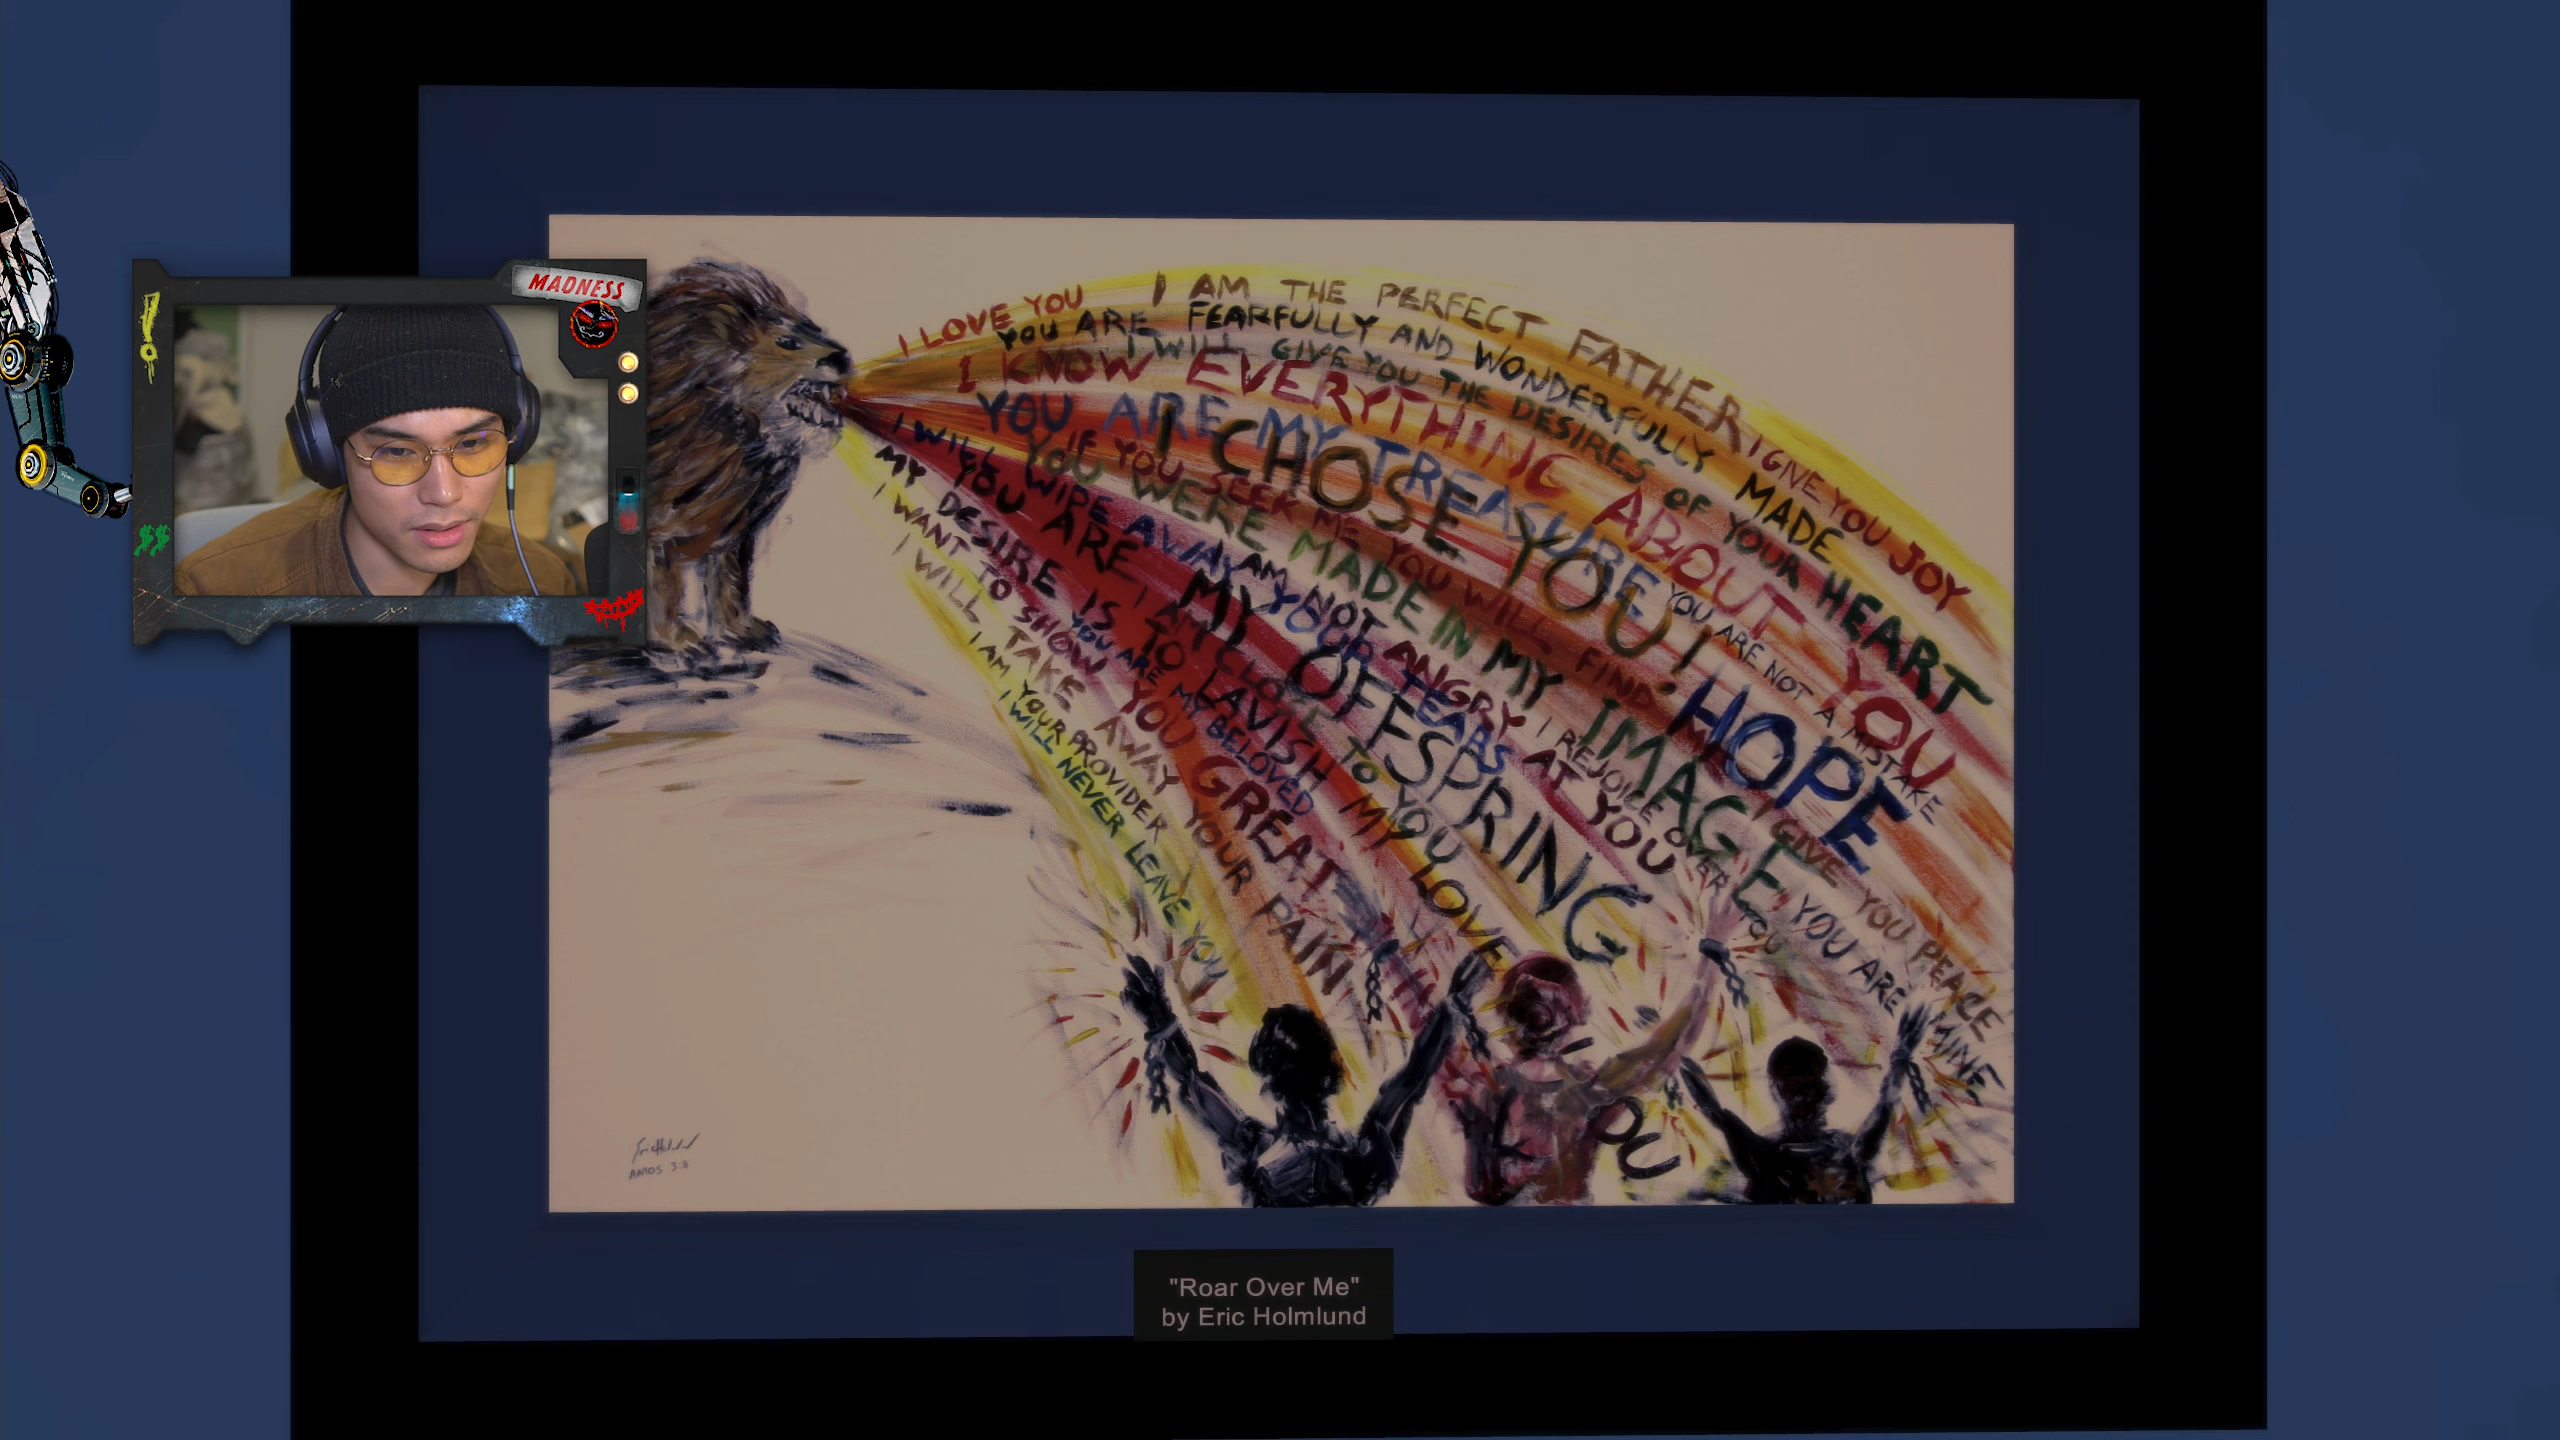 MADNESS
I LOVE YOU
I AM THE PERFECT FATHER
I GIVE YOU JOY
YOU ARE FEARFULLY AND WONDERFULLY MADE
I WILL GIVE YOU THE DESIRES OF YOUR HEART
I KNOW EVERYTHING ABOUT YOU
YOU ARE MY TREASURE
YOU ARE NOT A MISTAKE
I CHOSE YOU!
HOPE
IF YOU SEEK ME YOU WILL FIND ME
I GIVE YOU PEACE
YOU WERE MADE IN MY IMAGE
YOU ARE MINE
I AM NOT ANGRY AT YOU
I REJOICE OVER YOU
I WILL WIPE AWAY YOUR TEARS
YOU ARE MY OFFSPRING
I AM CLOSE TO YOU
MY DESIRE IS TO LAVISH MY LOVE
YOU
YOU ARE MY BELOVED
I WANT TO SHOW YOU GREAT
I WILL TAKE AWAY YOUR PAIN
I AM YOUR PROVIDER
I WILL NEVER LEAVE YOU
AMOS 3:8
"Roar Over Me"
by Eric Holmlund